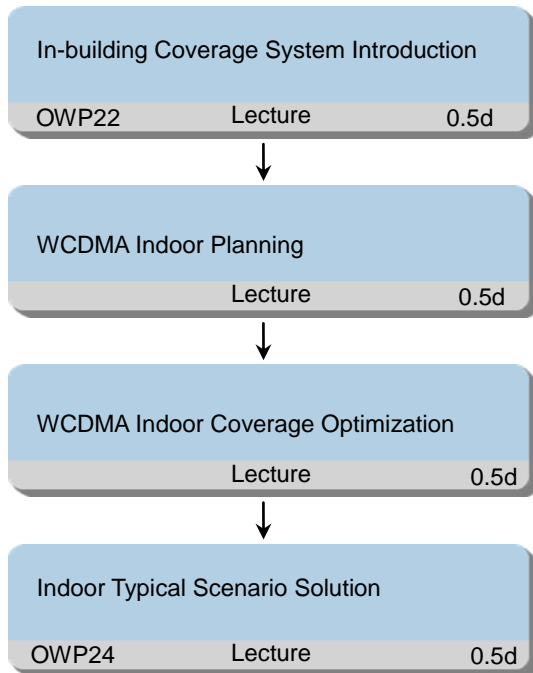 In-building Coverage System Introduction
OWP22 Lecture 0.5d
WCDMA Indoor Planning
Lecture 0.5d
WCDMA Indoor Coverage Optimization
Lecture 0.5d
Indoor Typical Scenario Solution
OWP24 Lecture 0.5d